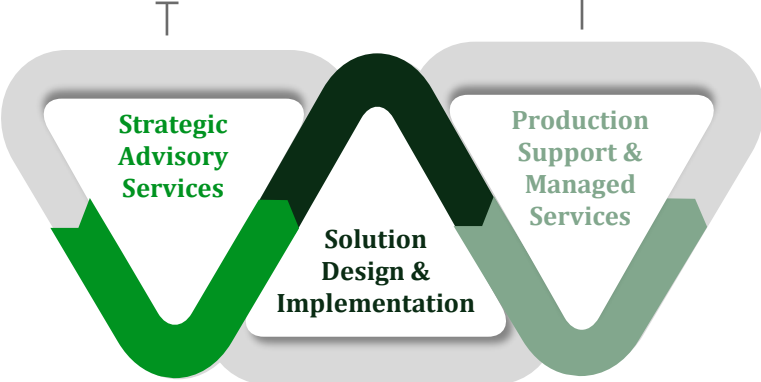 Strategic
Advisory
Services
Solution
Design &
Implementation
Production
Support &
Managed
Services